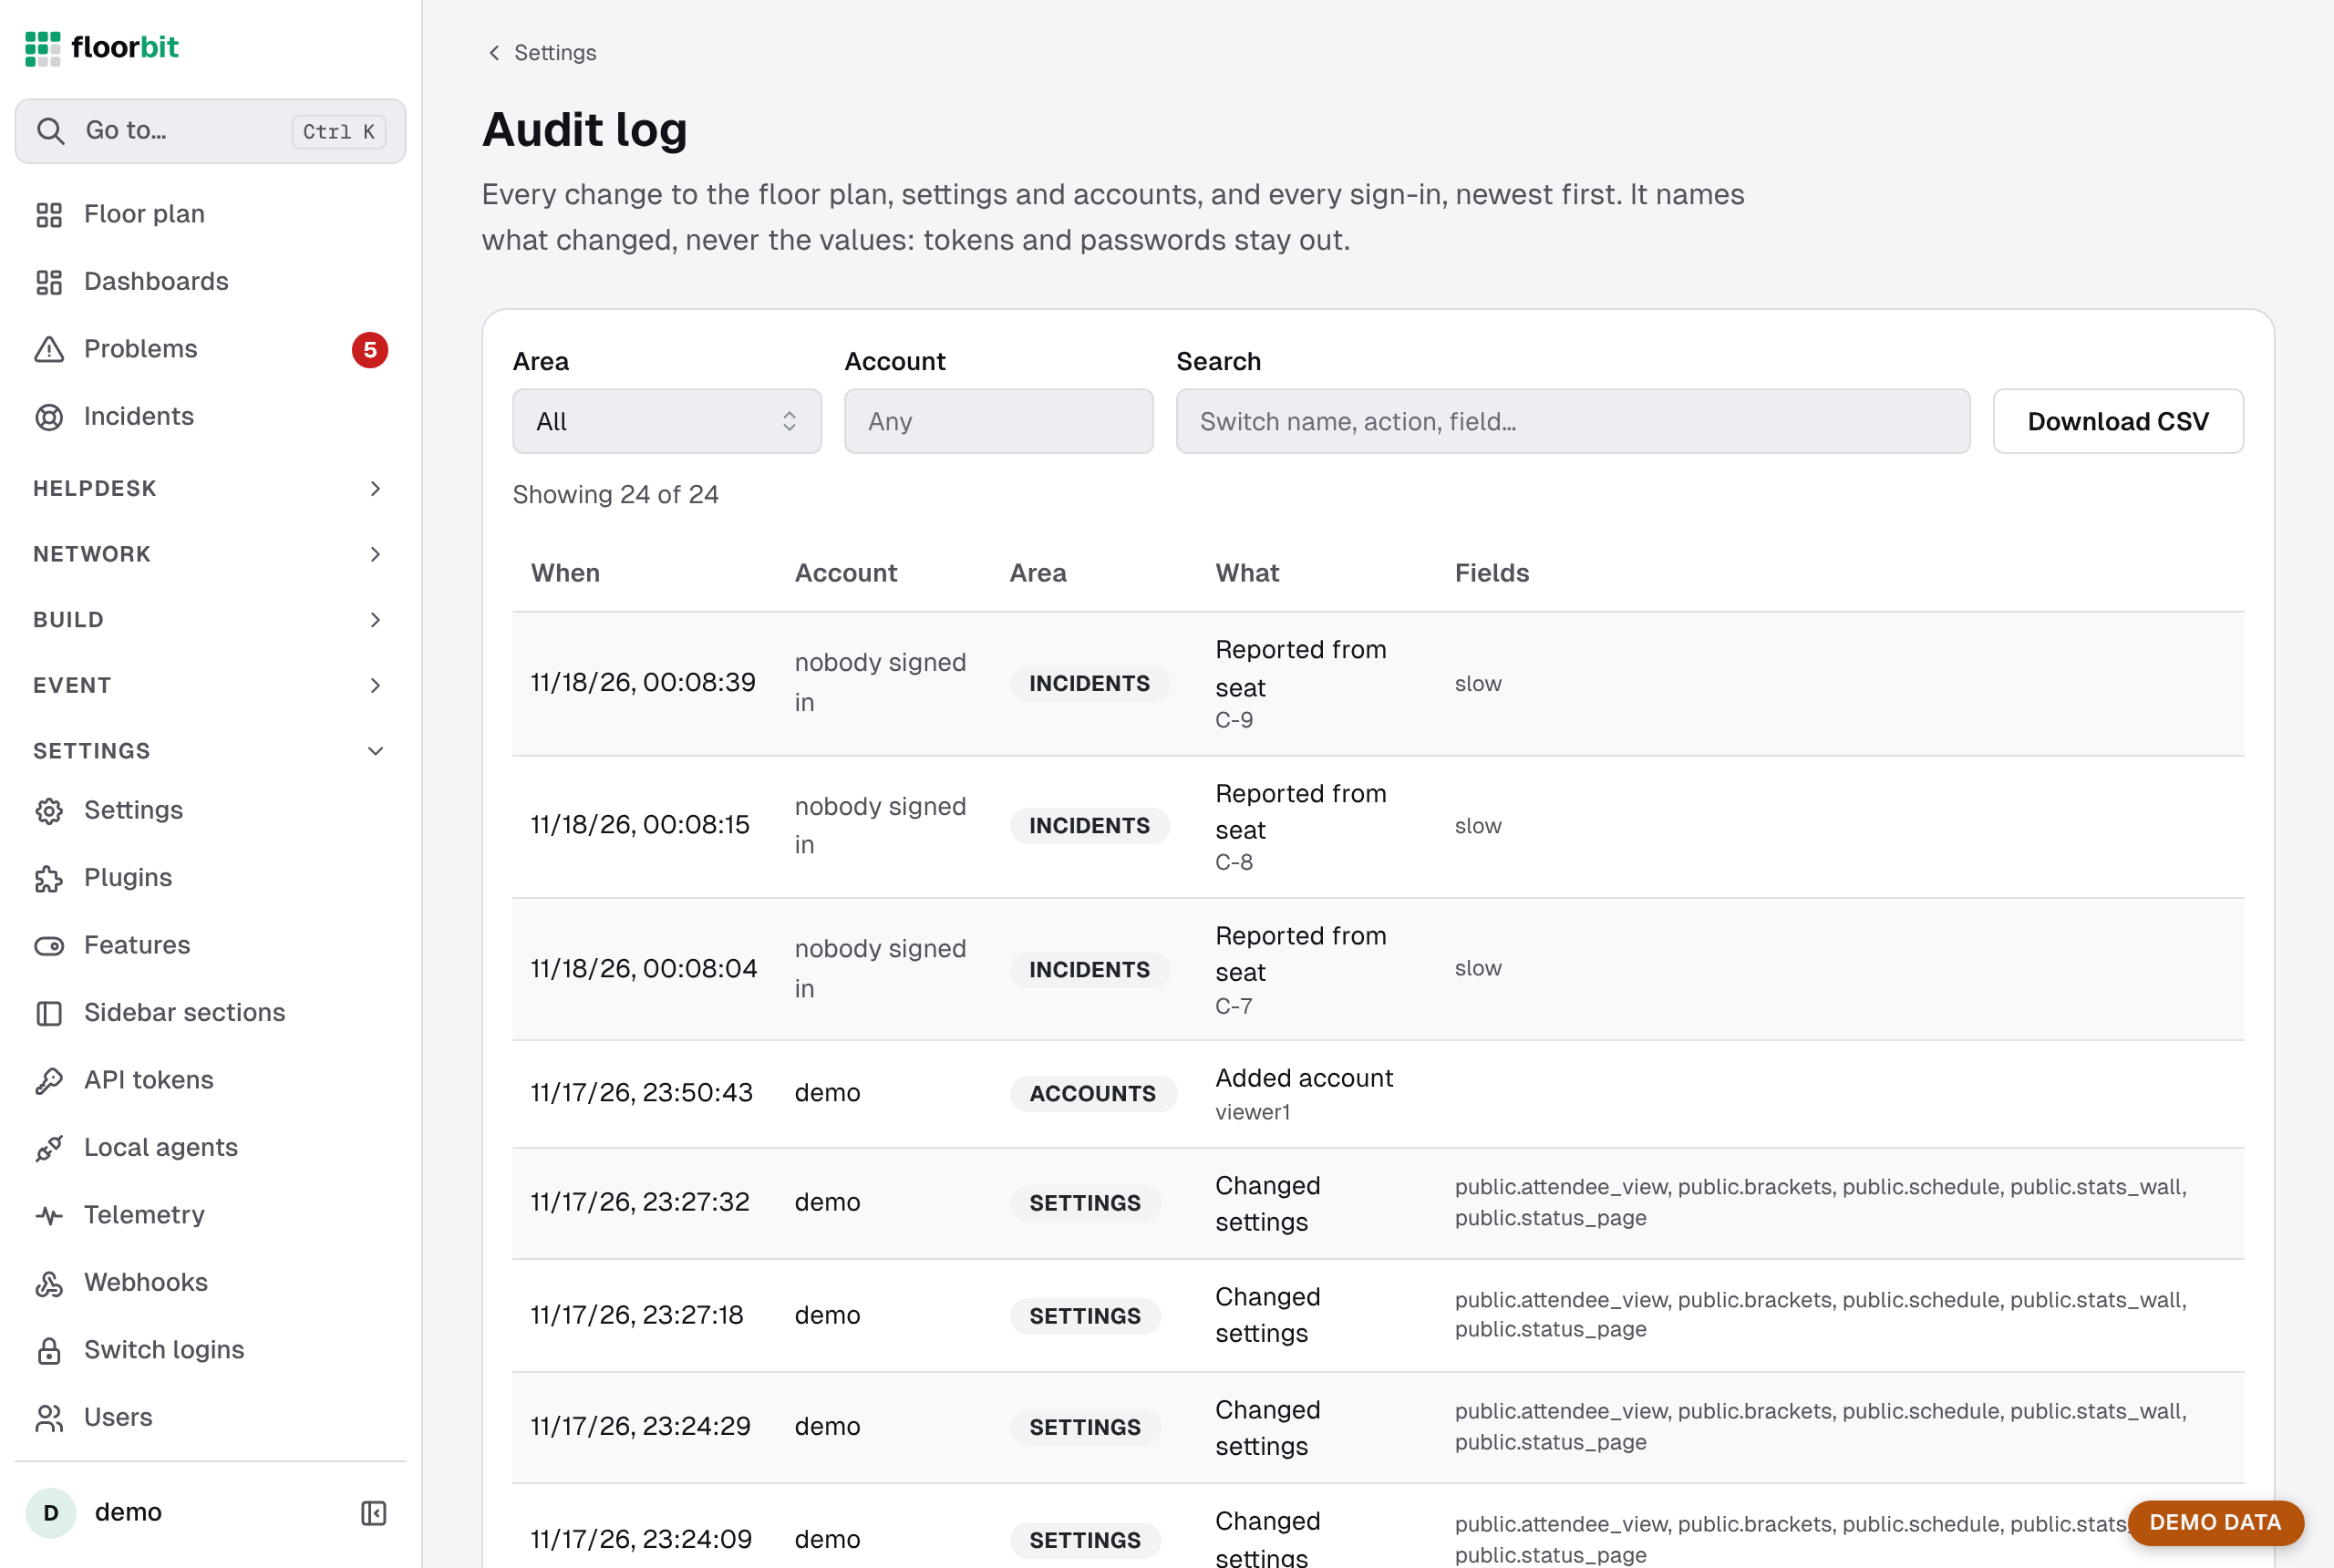 floorbit
Go to...
Ctrl K
Floor plan
Dashboards
Problems
5
Incidents
HELPDESK
NETWORK
BUILD
EVENT
SETTINGS
Settings
Plugins
Features
Sidebar sections
API tokens
Local agents
Telemetry
Webhooks
Switch logins
Users
D
demo
Settings
Audit log
Every change to the floor plan, settings and accounts, and every sign-in, newest first. It names
what changed, never the values: tokens and passwords stay out.
Area
Account
Search
All
Any
Switch name, action, field...
Download CSV
Showing 24 of 24
When Account Area What Fields
11/18/26, 00:08:39
nobody signed
in
INCIDENTS
Reported from
seat
C-9
slow
11/18/26, 00:08:15
nobody signed
in
INCIDENTS
Reported from
seat
C-8
slow
11/18/26, 00:08:04
nobody signed
in
INCIDENTS
Reported from
seat
C-7
slow
11/17/26, 23:50:43
demo
ACCOUNTS
Added account
viewer1
11/17/26, 23:27:32
demo
SETTINGS
Changed
settings
public.attendee_view, public.brackets, public.schedule, public.stats_wall,
public.status_page
11/17/26, 23:27:18
demo
SETTINGS
Changed
settings
public.attendee_view, public.brackets, public.schedule, public.stats_wall,
public.status_page
11/17/26, 23:24:29
demo
SETTINGS
Changed
settings
public.attendee_view, public.brackets, public.schedule, public.stats_wall,
public.status_page
11/17/26, 23:24:09
demo
SETTINGS
Changed
settings
public.attendee_view, public.brackets, public.schedule, public.stats
public.status_page
DEMO DATA